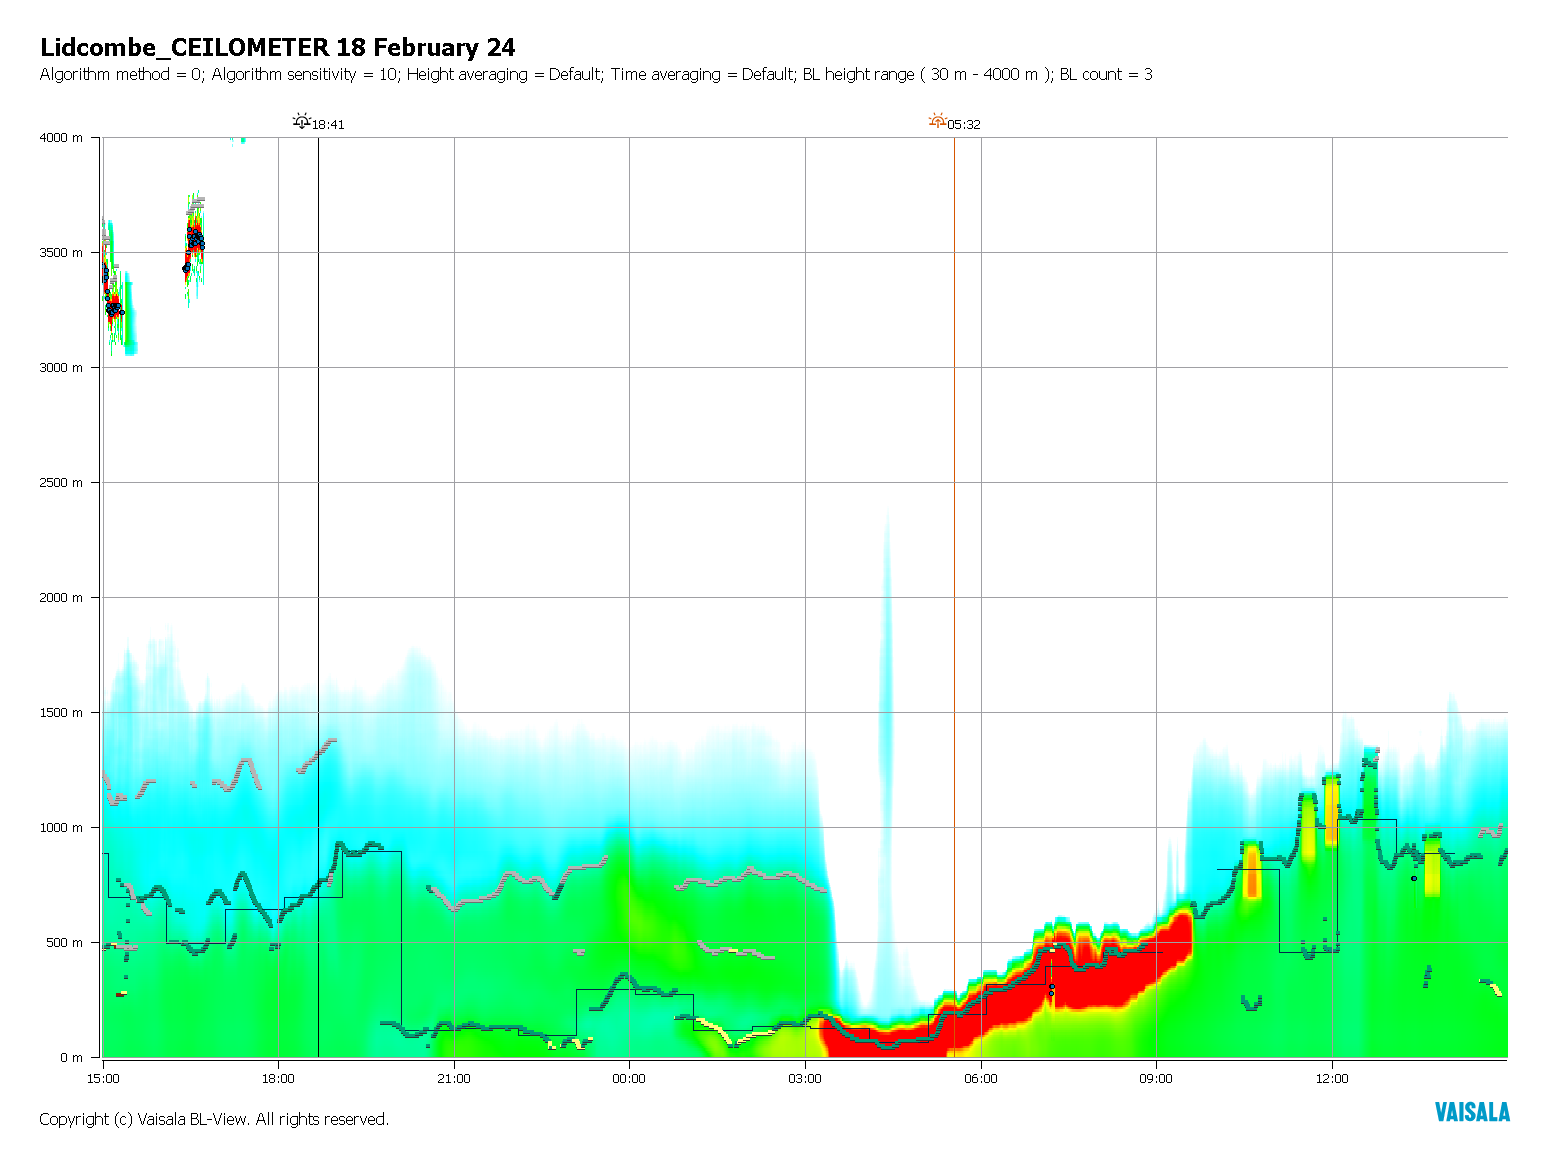 Lidcombe_CEILOMETER 18 February 24
Algorithm method = 0; Algorithm sensitivity = 10; Height averaging = Default; Time averaging = Default; BL height range ( 30 m - 4000 m ); BL count = 3
18:41
05:32
4000 m
3500 m
3000 m
2500 m
2000 m
1500 m
1000 m
500 m
0 m
15:00
18:00
21:00
00:00
03:00
06:00
09:00
12:00
Copyright (c) Vaisala BL-View. All rights reserved.
VAISALA